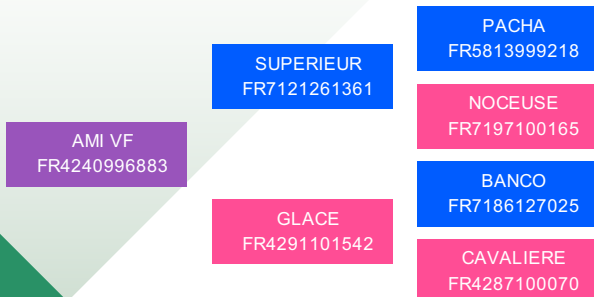 PACHA
FR5813999218
SUPERIEUR
FR7121261361
NOCEUSE
FR7197100165
AMI VF
FR4240996883
BANCO
FR7186127025
GLACE
FR4291101542
CAVALIERE
FR4287100070